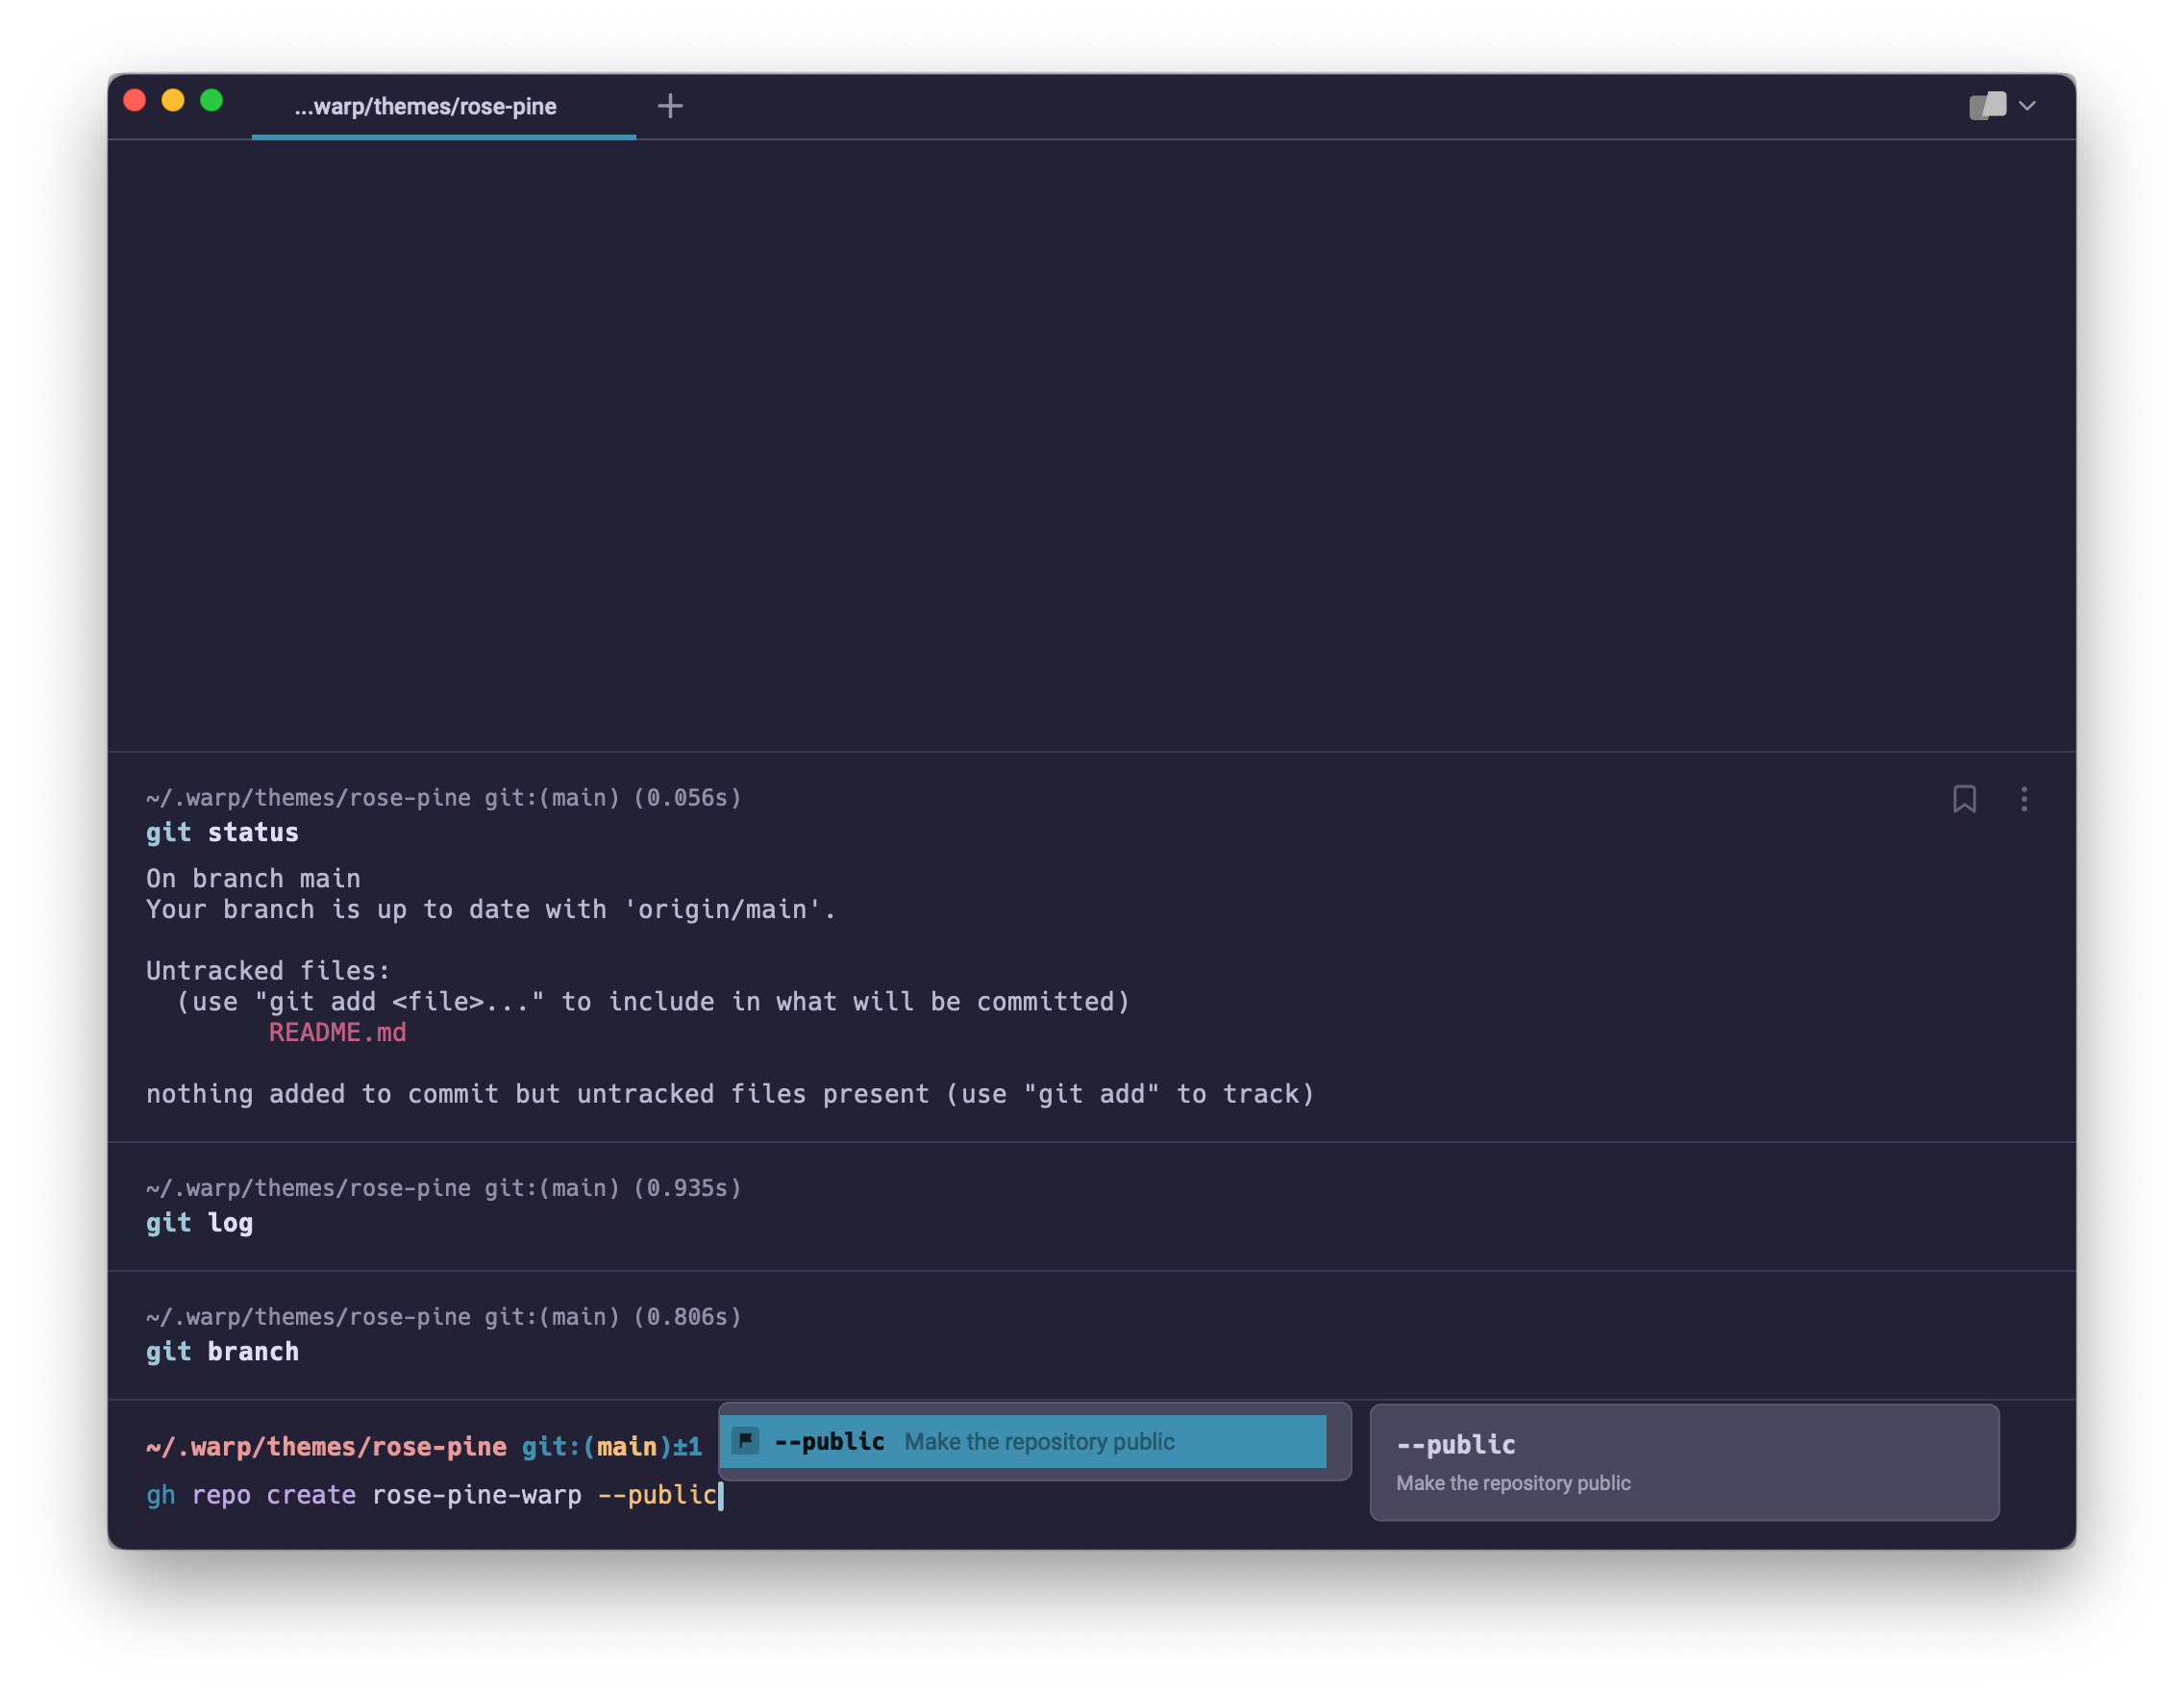 ...warp/themes/rose-pine
~/.warp/themes/rose-pine git:(main) (0.056s)
git status
On branch main
Your branch is up to date with 'origin/main'.
Untracked files:
  (use "git add <file>..." to include in what will be committed)
        README.md
nothing added to commit but untracked files present (use "git add" to track)
~/.warp/themes/rose-pine git:(main) (0.935s)
git log
~/.warp/themes/rose-pine git:(main) (0.806s)
git branch
~/.warp/themes/rose-pine git:(main)±1
--public Make the repository public
--public
Make the repository public
gh repo create rose-pine-warp --public